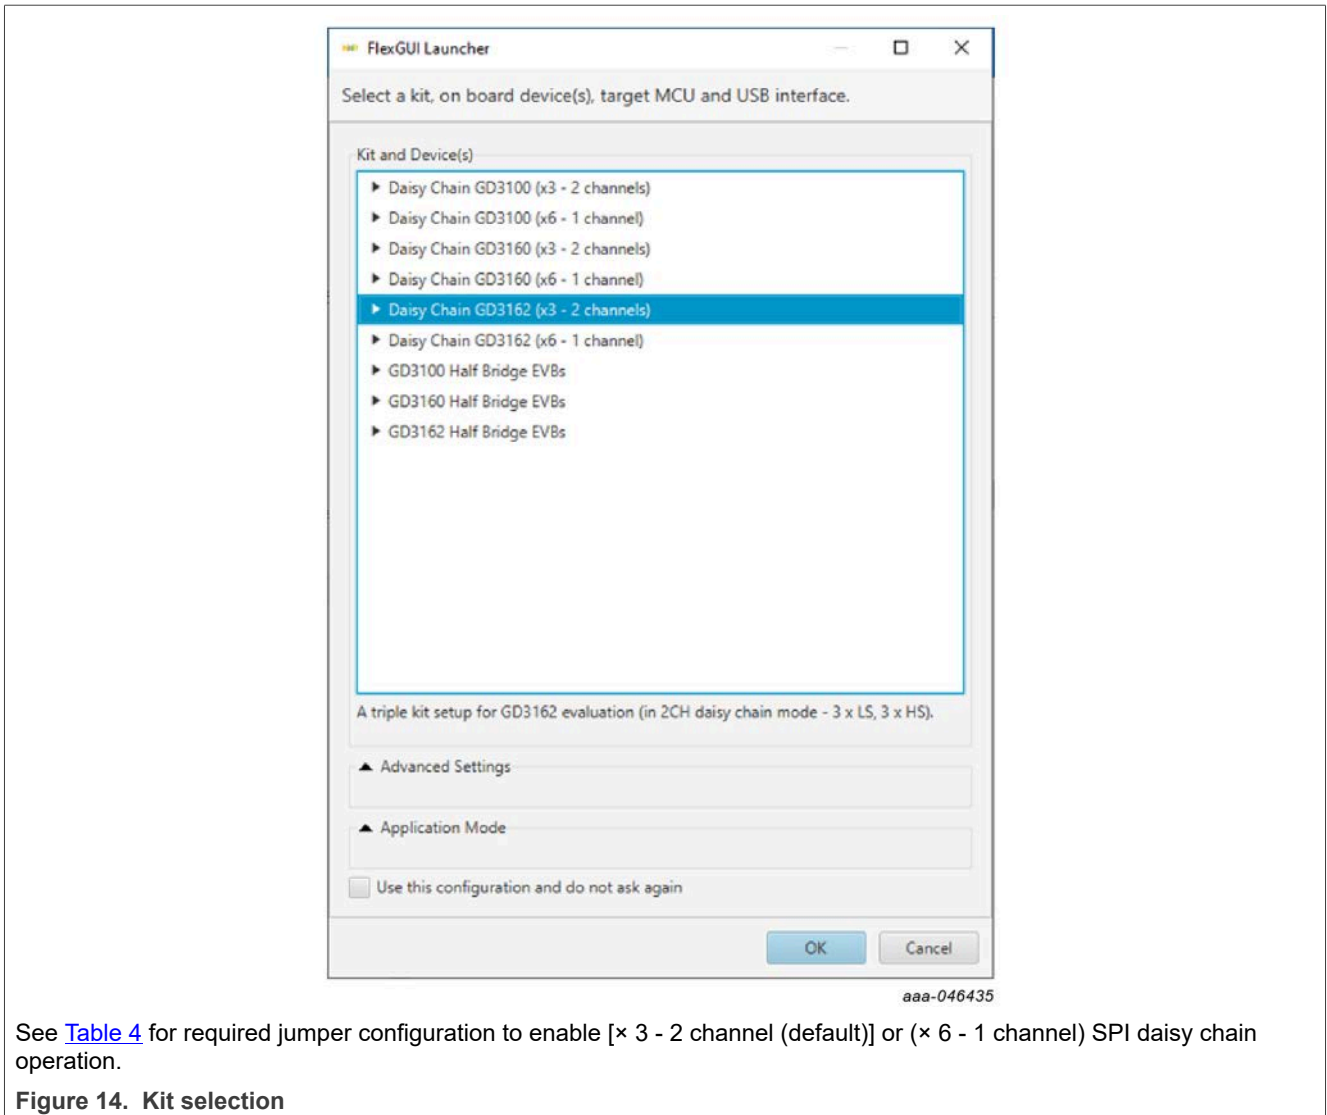 FlexGUI Launcher
Select a kit, on board device(s), target MCU and USB interface.
Kit and Device(s)
Daisy Chain GD3100 (x3 - 2 channels)
Daisy Chain GD3100 (x6 - 1 channel)
Daisy Chain GD3160 (x3 - 2 channels)
Daisy Chain GD3160 (x6 - 1 channel)
Daisy Chain GD3162 (x3 - 2 channels)
Daisy Chain GD3162 (x6 - 1 channel)
GD3100 Half Bridge EVBs
GD3160 Half Bridge EVBs
GD3162 Half Bridge EVBs
A triple kit setup for GD3162 evaluation (in 2CH daisy chain mode - 3 x LS, 3 x HS).
Advanced Settings
Application Mode
Use this configuration and do not ask again
OK Cancel
aaa-046435
See Table 4 for required jumper configuration to enable [× 3 - 2 channel (default)] or (× 6 - 1 channel) SPI daisy chain
operation.
Figure 14. Kit selection